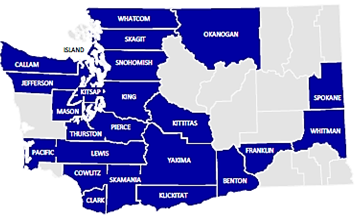 WHATCOM
OKANOGAN
SKAGIT
ISLAND
CALLAM
SNOHOMISH
JEFFERSON
KITSAP
KING
SPOKANE
MASON
KITTITAS
PIERCE
WHITMAN
THURSTON
FRANKLIN
PACIFIC
LEWIS
YAKIMA
COWLITZ
SKAMANIA
BENTON
CLARK
KLICKITAT